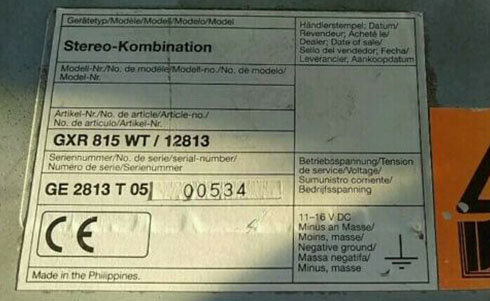 Gerätetyp/Modèle/Model/Modelo/Model
Stereo-Kombination
Modell-Nr./No. de modèle/Modell-no./No. de modelo/
Model-Nr.
Artikel-Nr./No. de article/Article-no./
No. de articulo/Artikel-Nr.
GXR 815 WT / 12813
Seriennummer/No. de serie/serial-number/
Numéro de serie/Serienummer
GE 2813 T 05 00534
CE
Made in the Philippines.
Händlerstempel; Datum/
Revendeur; Acheté le/
Dealer; Date of sale/
Sello del vendedor; Fecha/
Leverancier, Aankoopdatum
Betriebsspannung/Tension
de service/Voltage/
Sumunistro corriente/
Bedrijfsspanning
11–16 V DC
Minus an Masse/
Moins, masse/
Negative ground/
Massa negatifa/
Minus, massa